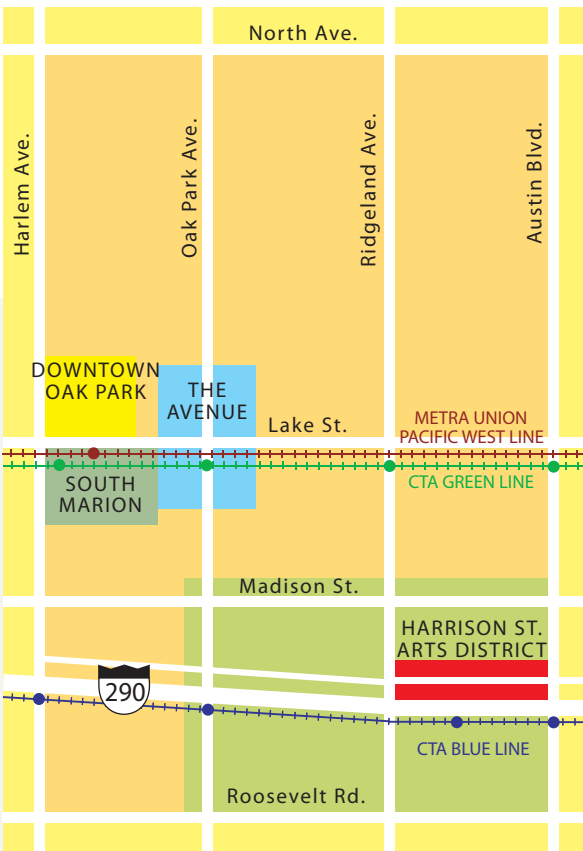 North Ave.
Harlem Ave.
Oak Park Ave.
Ridgeland Ave.
Austin Blvd.
DOWNTOWN
OAK PARK
THE
AVENUE
Lake St.
METRA UNION
PACIFIC WEST LINE
SOUTH
MARION
CTA GREEN LINE
Madison St.
HARRISON ST.
ARTS DISTRICT
290
CTA BLUE LINE
Roosevelt Rd.